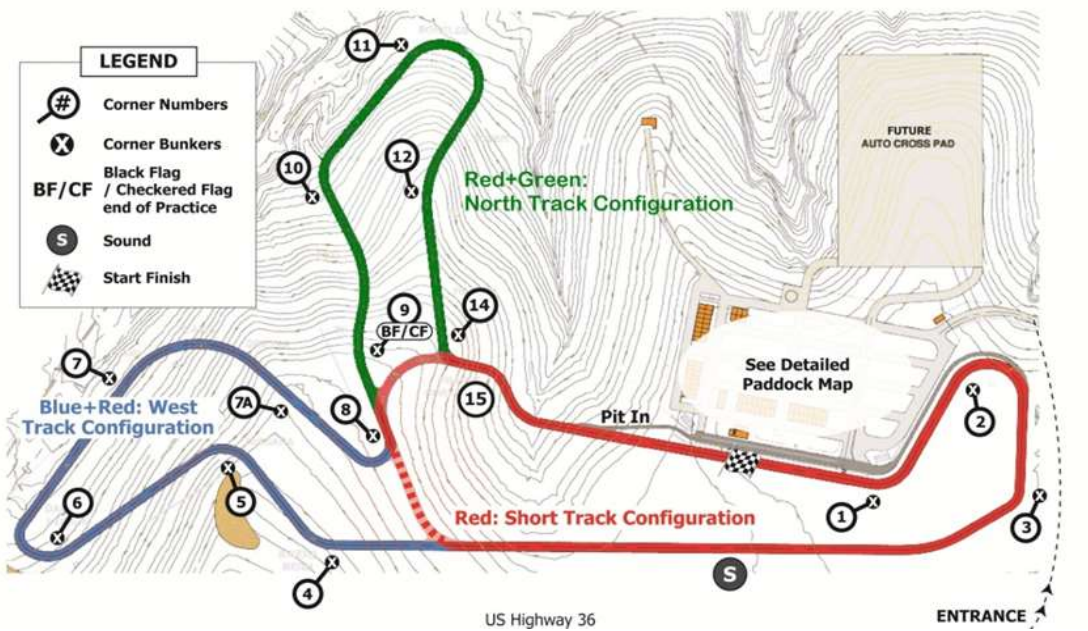 LEGEND
#
Corner Numbers
X
Corner Bunkers
BF/CF
Black Flag
/ Checkered Flag
end of Practice
S
Sound
Start Finish
11
10
12
Red+Green:
North Track Configuration
FUTURE
AUTO CROSS PAD
9
BF/CF
14
7
7A
8
15
See Detailed
Paddock Map
Blue+Red: West
Track Configuration
Pit In
2
6
5
Red: Short Track Configuration
1
3
4
S
US Highway 36
ENTRANCE